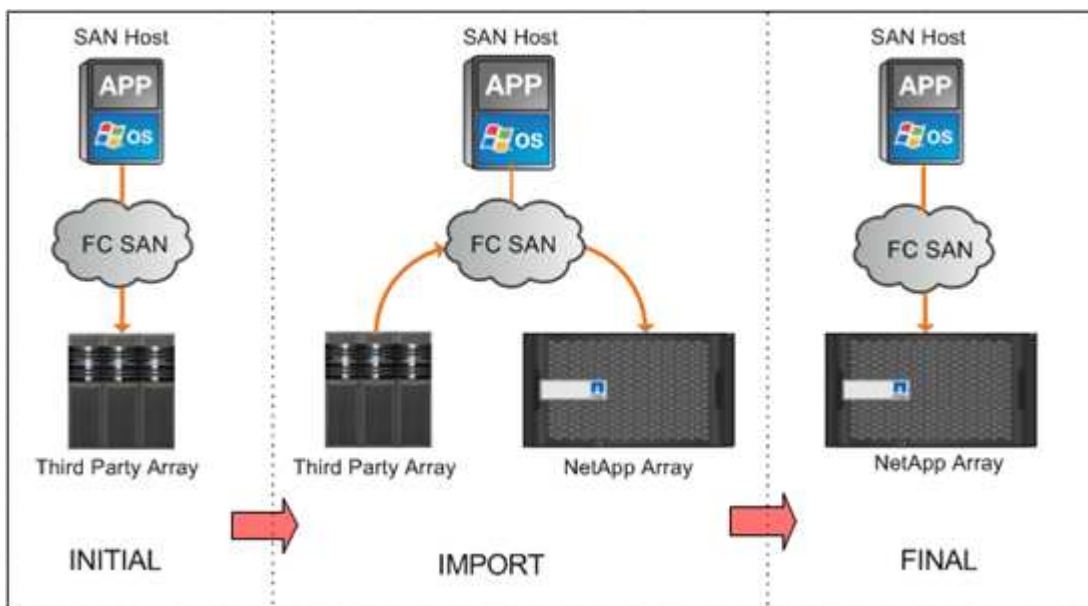 SAN Host
APP
OS
FC SAN
Third Party Array
INITIAL
SAN Host
APP
OS
FC SAN
Third Party Array
NetApp Array
IMPORT
SAN Host
APP
OS
FC SAN
NetApp Array
FINAL